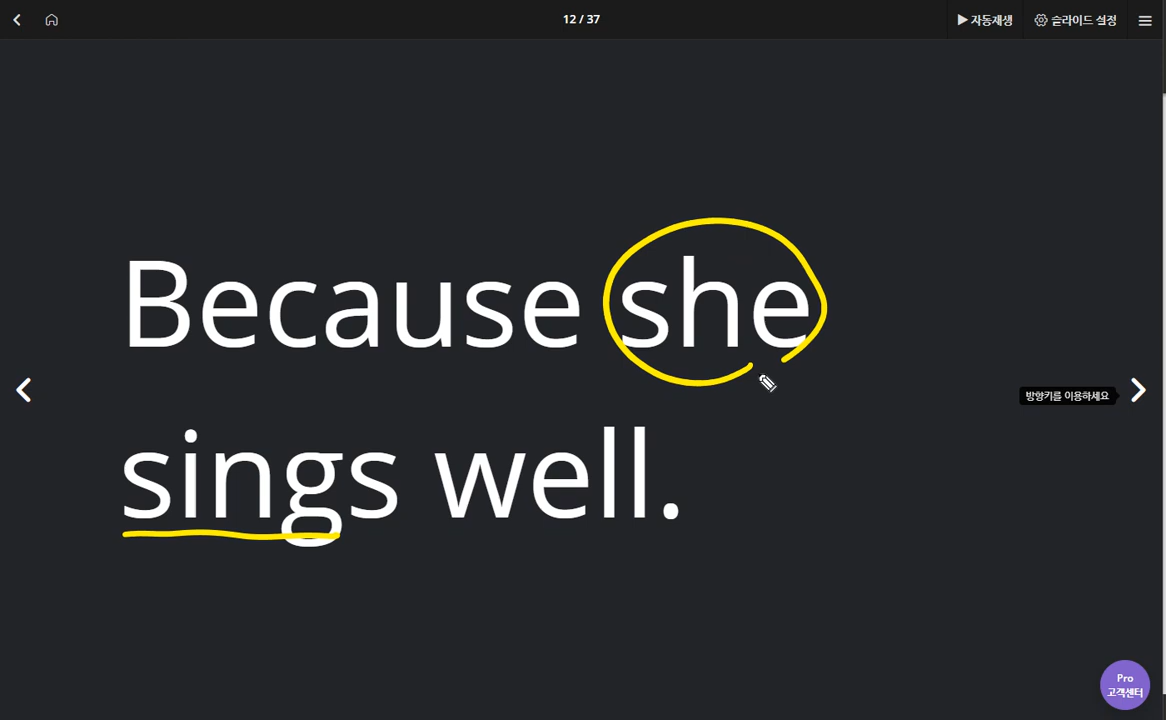 12 / 37
자동재생
슬라이드 설정
Because she
방향키를 이용하세요
sings well.
Pro
고객센터